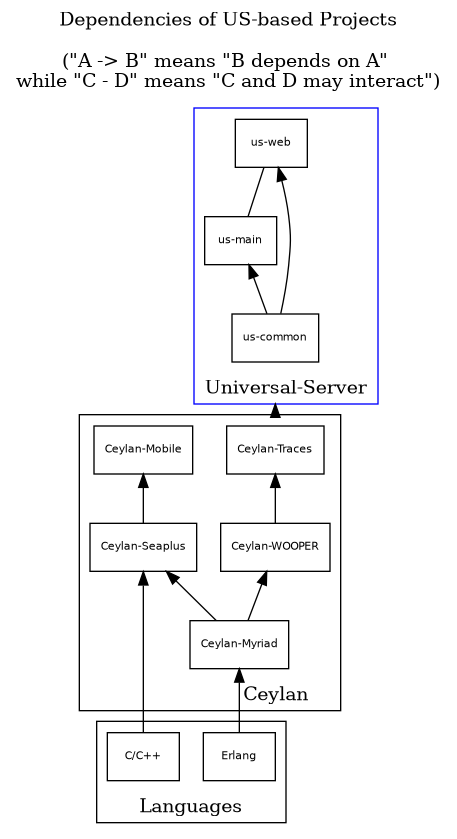 Dependencies of US-based Projects
("A -> B" means "B depends on A"
while "C - D" means "C and D may interact")
us-web
us-main
us-common
Universal-Server
Ceylan-Mobile
Ceylan-Traces
Ceylan-Seaplus
Ceylan-WOOPER
Ceylan-Myriad
Ceylan
C/C++
Erlang
Languages